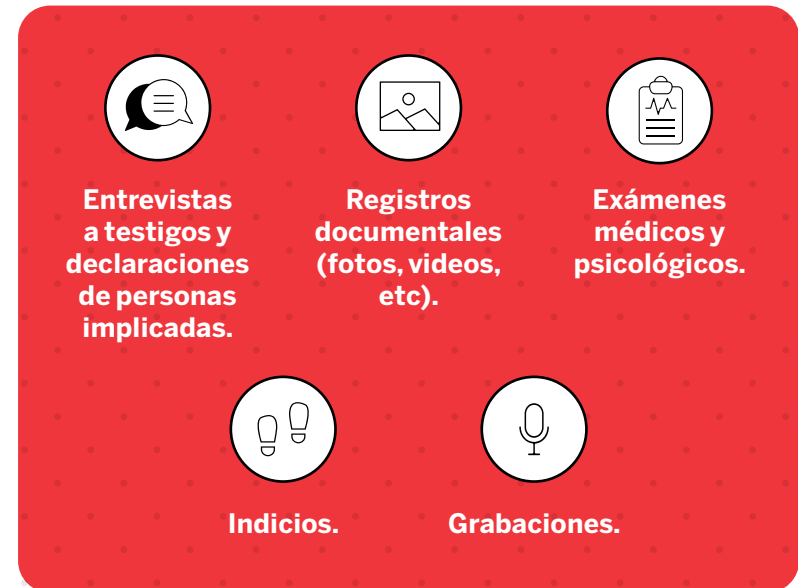 Entrevistas
a testigos y
declaraciones
de personas
implicadas.
Registros
documentales
(fotos, videos,
etc).
Exámenes
médicos y
psicológicos.
Indicios.
Grabaciones.